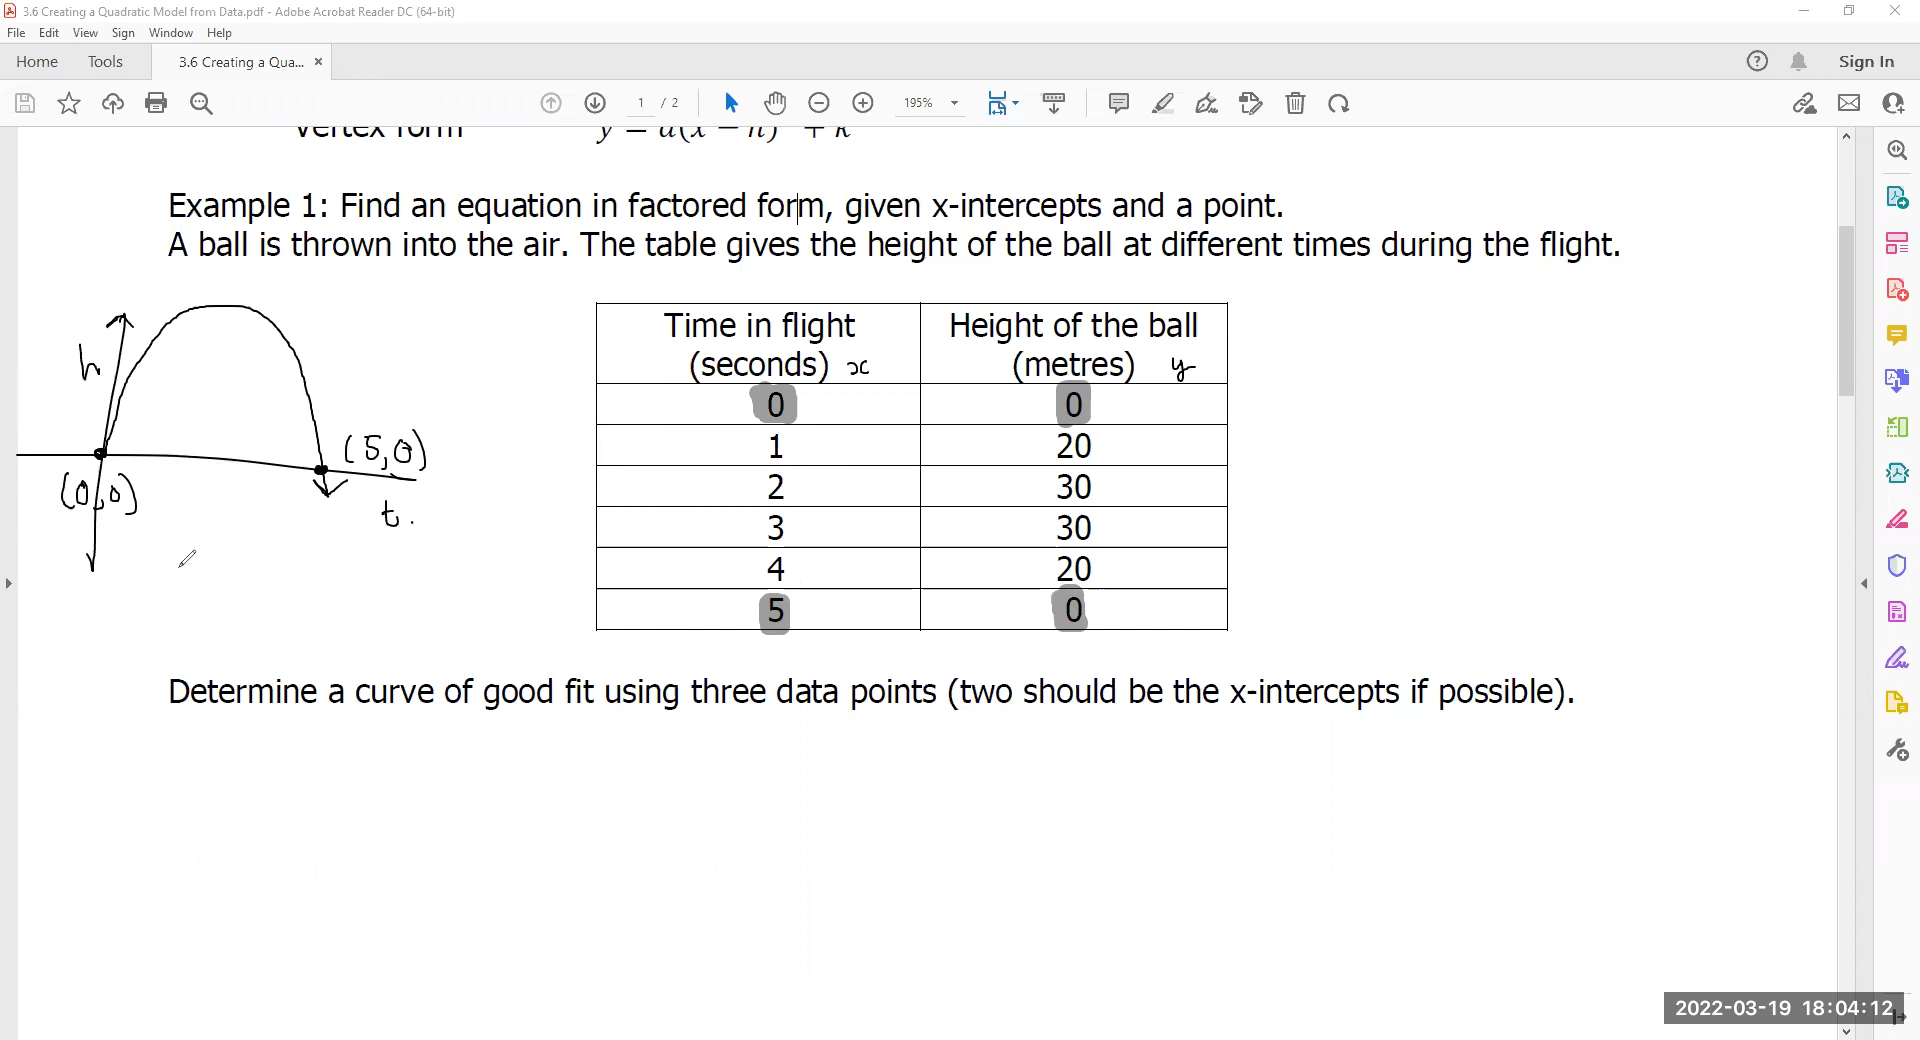 3.6 Creating a Quadratic Model from Data.pdf - Adobe Acrobat Reader DC (64-bit)
File Edit View Sign Window Help
Home Tools 3.6 Creating a Qua... × Sign In
1 / 2 195%
Vertex form y = a(x − h) + k
Example 1: Find an equation in factored form, given x-intercepts and a point.
A ball is thrown into the air. The table gives the height of the ball at different times during the flight.
Time in flight (seconds) x
Height of the ball (metres) y
0 0
1 20
2 30
3 30
4 20
5 0
h
(0,0)
(5,0)
t.
Determine a curve of good fit using three data points (two should be the x-intercepts if possible).
2022-03-19 18:04:12